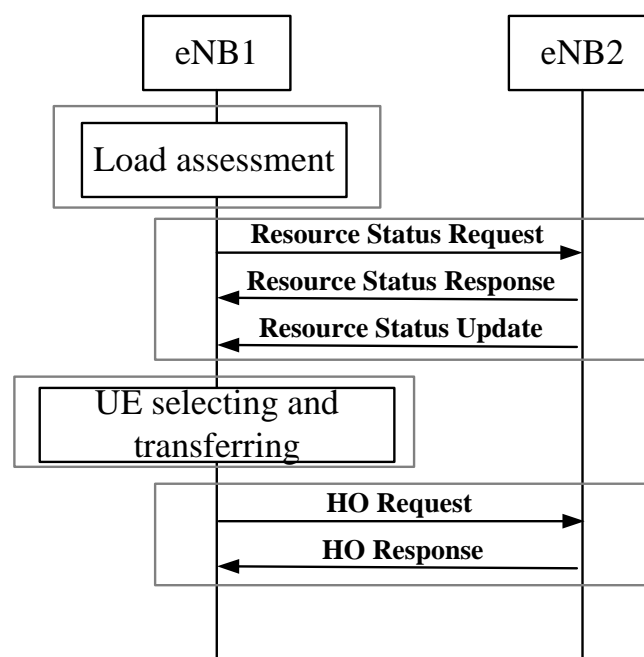 eNB1
eNB2
Load assessment
Resource Status Request
Resource Status Response
Resource Status Update
UE selecting and
transferring
HO Request
HO Response